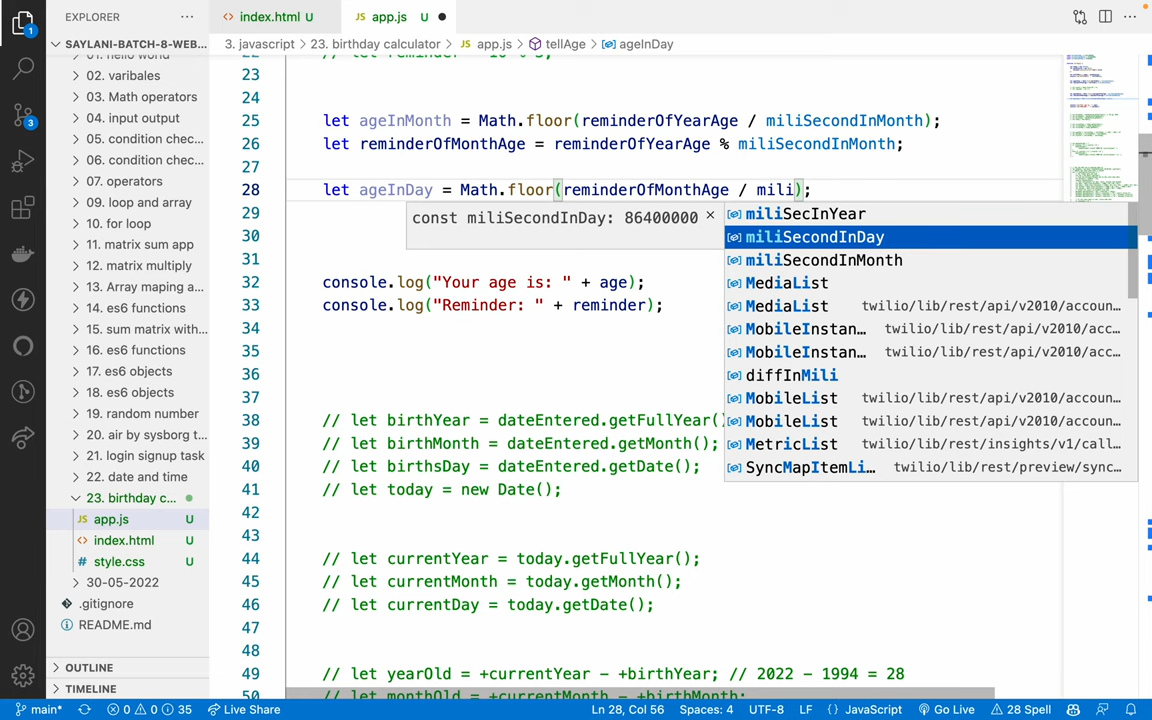 EXPLORER
index.html U
JS app.js U
SAYLANI-BATCH-8-WEB...
3. javascript > 23. birthday calculator > JS app.js > tellAge > ageInDay
02. varibales
03. Math operators
04. input output
05. condition chec...
06. condition chec...
07. operators
09. loop and array
10. for loop
11. matrix sum app
12. matrix multiply
13. Array maping a...
14. es6 functions
15. sum matrix with...
16. es6 functions
17. es6 objects
18. es6 objects
19. random number
20. air by sysborg t...
21. login signup task
22. date and time
23. birthday c...
JS app.js U
index.html U
# style.css U
30-05-2022
.gitignore
README.md
OUTLINE
TIMELINE
23
24
25 let ageInMonth = Math.floor(reminderOfYearAge / miliSecondInMonth);
26 let reminderOfMonthAge = reminderOfYearAge % miliSecondInMonth;
27
28 let ageInDay = Math.floor(reminderOfMonthAge / mili);
29 const miliSecondInDay: 86400000 ×
30
31
32 console.log("Your age is: " + age);
33 console.log("Reminder: " + reminder);
34
35
36
37
38 // let birthYear = dateEntered.getFullYear()
39 // let birthMonth = dateEntered.getMonth();
40 // let birthsDay = dateEntered.getDate();
41 // let today = new Date();
42
43
44 // let currentYear = today.getFullYear();
45 // let currentMonth = today.getMonth();
46 // let currentDay = today.getDate();
47
48
49 // let yearOld = +currentYear - +birthYear; // 2022 - 1994 = 28
50 // let monthOld = +currentMonth - +birthMonth;
miliSecInYear
miliSecondInDay
miliSecondInMonth
MediaList
MediaList twilio/lib/rest/api/v2010/accoun...
MobileInstan... twilio/lib/rest/api/v2010/acc...
MobileInstan... twilio/lib/rest/api/v2010/acc...
diffInMili
MobileList twilio/lib/rest/api/v2010/acco...
MobileList twilio/lib/rest/api/v2010/acco...
MetricList twilio/lib/rest/insights/v1/call...
SyncMapItemLi... twilio/lib/rest/preview/sync...
main* 0 0 35 Live Share Ln 28, Col 56 Spaces: 4 UTF-8 LF {} JavaScript Go Live 28 Spell